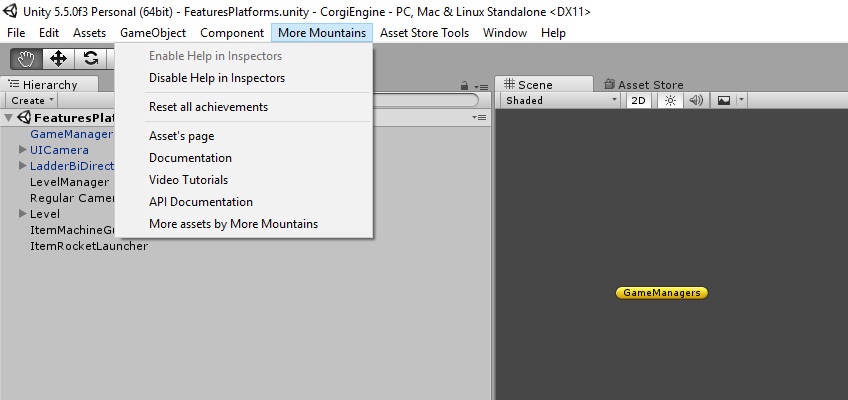 Unity 5.5.0f3 Personal (64bit) - FeaturesPlatforms.unity - CorgiEngine - PC, Mac & Linux Standalone <DX11>
File Edit Assets GameObject Component More Mountains Asset Store Tools Window Help
Enable Help in Inspectors
Disable Help in Inspectors
Reset all achievements
Asset's page
Documentation
Video Tutorials
API Documentation
More assets by More Mountains
Hierarchy
Create
FeaturesPlat
GameManager
UICamera
LadderBiDirect
LevelManager
Regular Camer
Level
ItemMachineGu
ItemRocketLauncher
Scene Asset Store
Shaded 2D
GameManagers